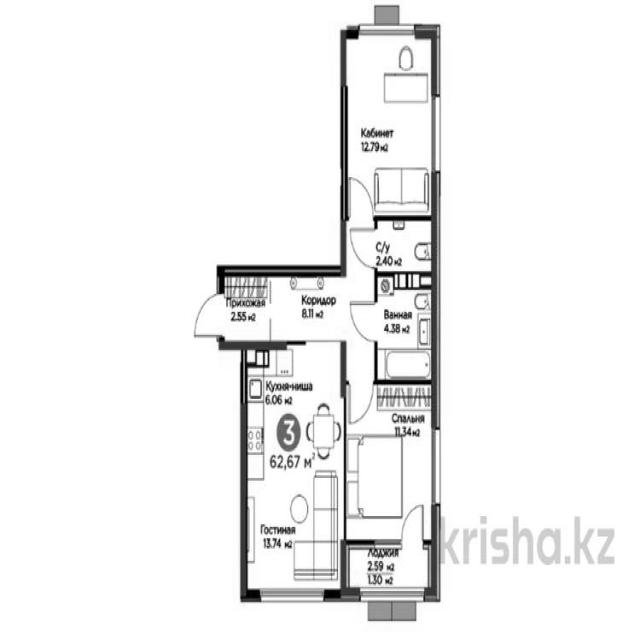 Кабинет
12.79 м2
С/у
2.40 м2
Прихожая
2.55 м2
Коридор
8.11 м2
Ванная
4.38 м2
Кухня-ниша
6.06 м2
3
62,67 м2
Спальня
11.34 м2
Гостиная
13.74 м2
Лоджия
2.59 м2
1.30 м2
krisha.kz